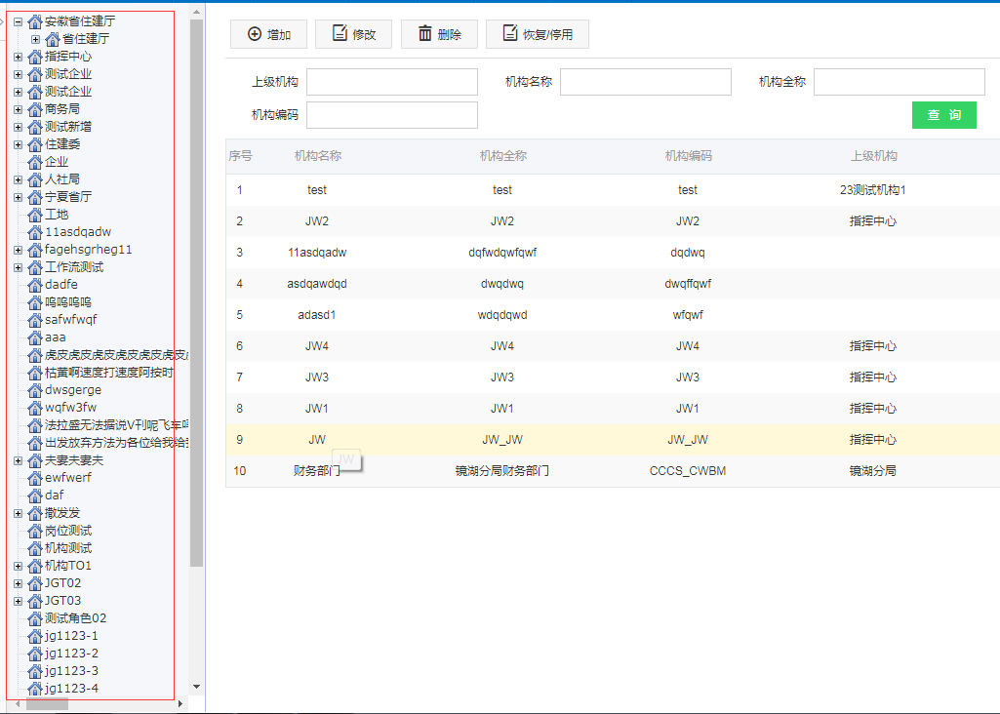 安徽省住建厅
省住建厅
指挥中心
测试企业
测试企业
商务局
测试新增
住建委
企业
人社局
宁夏省厅
工地
11asdqadw
fagehsgrheg11
工作流测试
dadfe
呜呜呜呜
safwfwqf
aaa
虎皮虎皮虎皮虎皮虎皮虎皮
枯黄啊速度打速度阿按时
dwsgerge
wqfw3fw
法拉盛无法据说V刊呢飞车
出发放弃方法为各位给我给
夫妻夫妻夫
ewfwerf
daf
撒发发
岗位测试
机构测试
机构TO1
JGT02
JGT03
测试角色02
jg1123-1
jg1123-2
jg1123-3
jg1123-4
增加 修改 删除 恢复/停用
上级机构 机构名称 机构全称
机构编码 查 询
序号 机构名称 机构全称 机构编码 上级机构
1 test test test 23测试机构1
2 JW2 JW2 JW2 指挥中心
3 11asdqadw dqfwdqwfqwf dqdwq
4 asdqawdqd dwqdwq dwqffqwf
5 adasd1 wdqdqwd wfqwf
6 JW4 JW4 JW4 指挥中心
7 JW3 JW3 JW3 指挥中心
8 JW1 JW1 JW1 指挥中心
9 JW JW_JW JW_JW 指挥中心
JW
10 财务部门 镜湖分局财务部门 CCCS_CWBM 镜湖分局